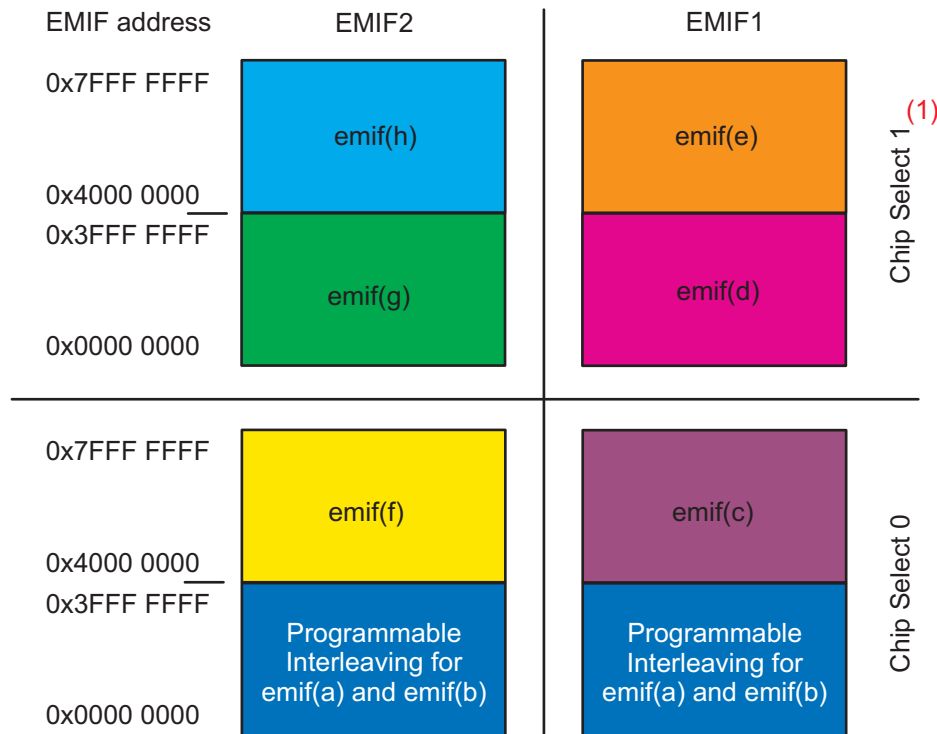 EMIF address EMIF2 EMIF1
0x7FFF FFFF
emif(h) emif(e)
0x4000 0000
0x3FFF FFFF
emif(g) emif(d)
0x0000 0000
Chip Select 1 (1)
0x7FFF FFFF
emif(f) emif(c)
0x4000 0000
0x3FFF FFFF
Programmable
Interleaving for
emif(a) and emif(b)
Programmable
Interleaving for
emif(a) and emif(b)
0x0000 0000
Chip Select 0